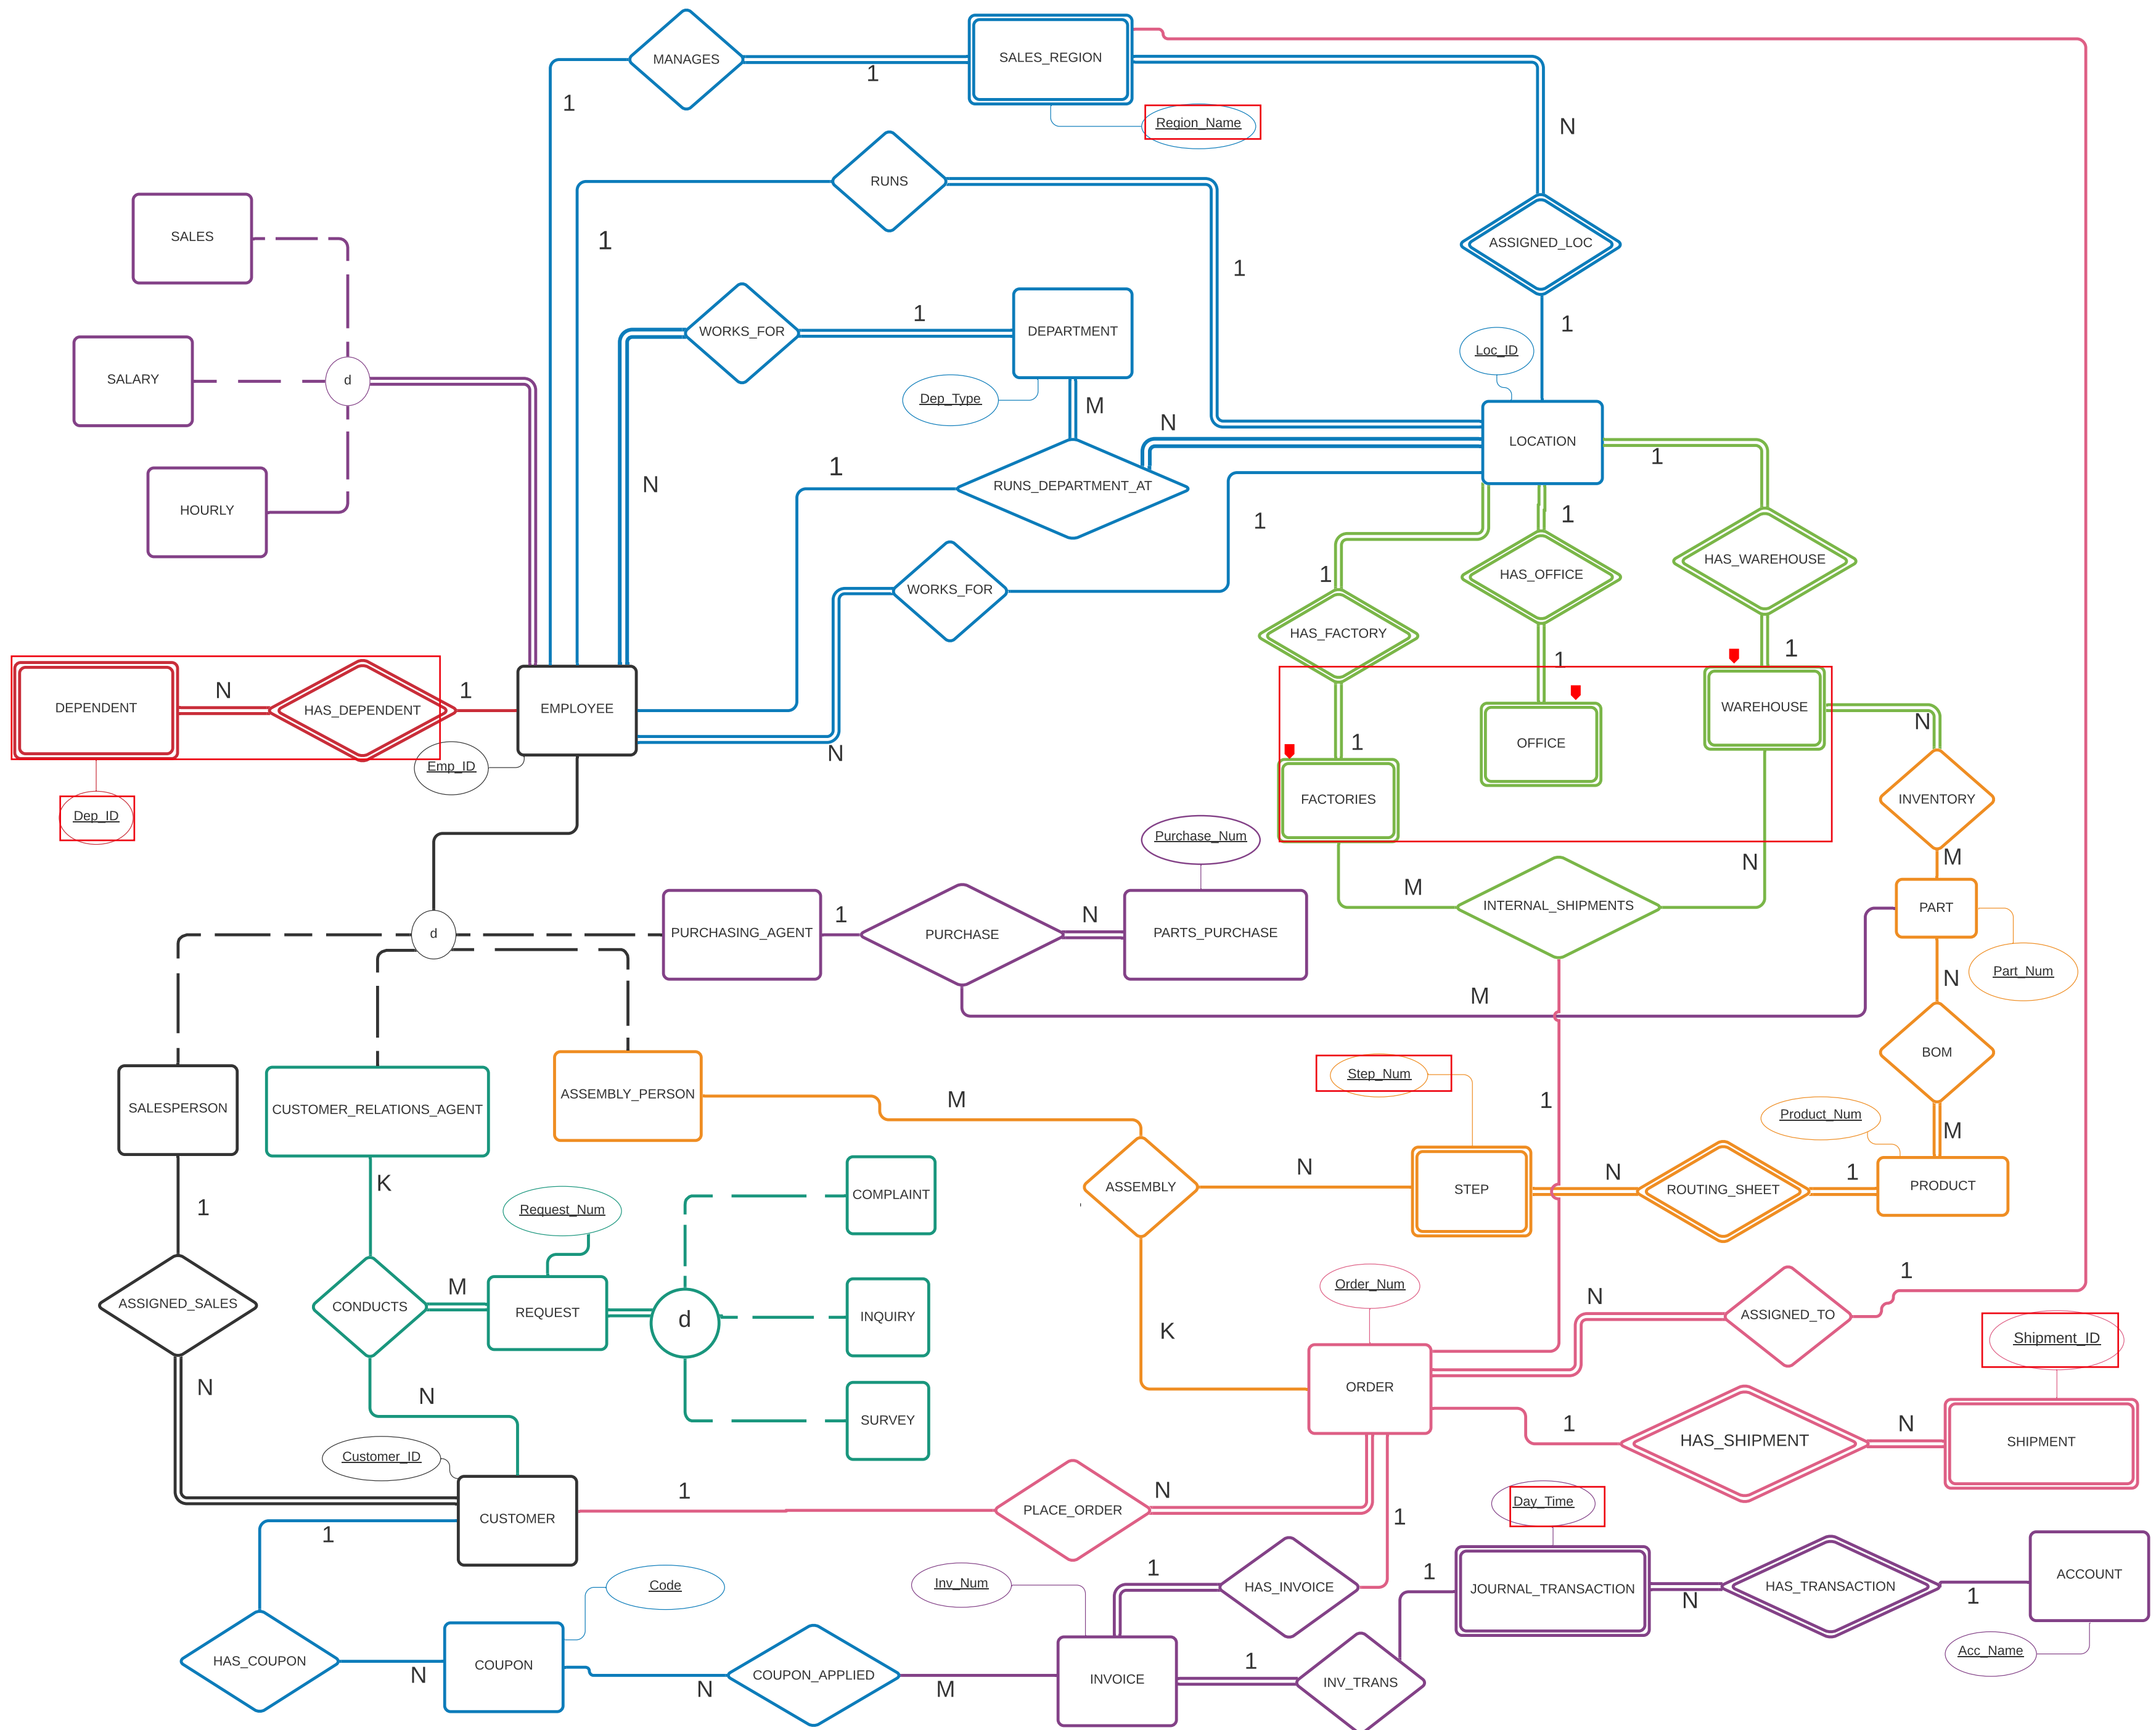 MANAGES
SALES_REGION
1
1
Region_Name
N
RUNS
1
1
SALES
ASSIGNED_LOC
1
WORKS_FOR
1
DEPARTMENT
Loc_ID
SALARY
d
Dep_Type
M
N
LOCATION
1
HOURLY
N
1
RUNS_DEPARTMENT_AT
1
1
HAS_OFFICE
HAS_WAREHOUSE
WORKS_FOR
1
HAS_FACTORY
1
1
DEPENDENT
N
HAS_DEPENDENT
1
EMPLOYEE
N
Emp_ID
Dep_ID
1
OFFICE
WAREHOUSE
N
FACTORIES
INVENTORY
M
Purchase_Num
N
M
INTERNAL_SHIPMENTS
PART
d
PURCHASING_AGENT
1
PURCHASE
N
PARTS_PURCHASE
M
N
Part_Num
BOM
SALESPERSON
CUSTOMER_RELATIONS_AGENT
ASSEMBLY_PERSON
M
Step_Num
1
Product_Num
M
K
1
Request_Num
COMPLAINT
ASSEMBLY
N
STEP
N
ROUTING_SHEET
1
PRODUCT
ASSIGNED_SALES
CONDUCTS
M
REQUEST
d
INQUIRY
Order_Num
N
ASSIGNED_TO
1
K
Shipment_ID
N
N
SURVEY
ORDER
1
HAS_SHIPMENT
N
SHIPMENT
Customer_ID
1
N
PLACE_ORDER
CUSTOMER
1
1
Day_Time
Code
Inv_Num
1
HAS_INVOICE
1
JOURNAL_TRANSACTION
N
HAS_TRANSACTION
1
ACCOUNT
Acc_Name
HAS_COUPON
N
COUPON
N
COUPON_APPLIED
M
INVOICE
1
INV_TRANS